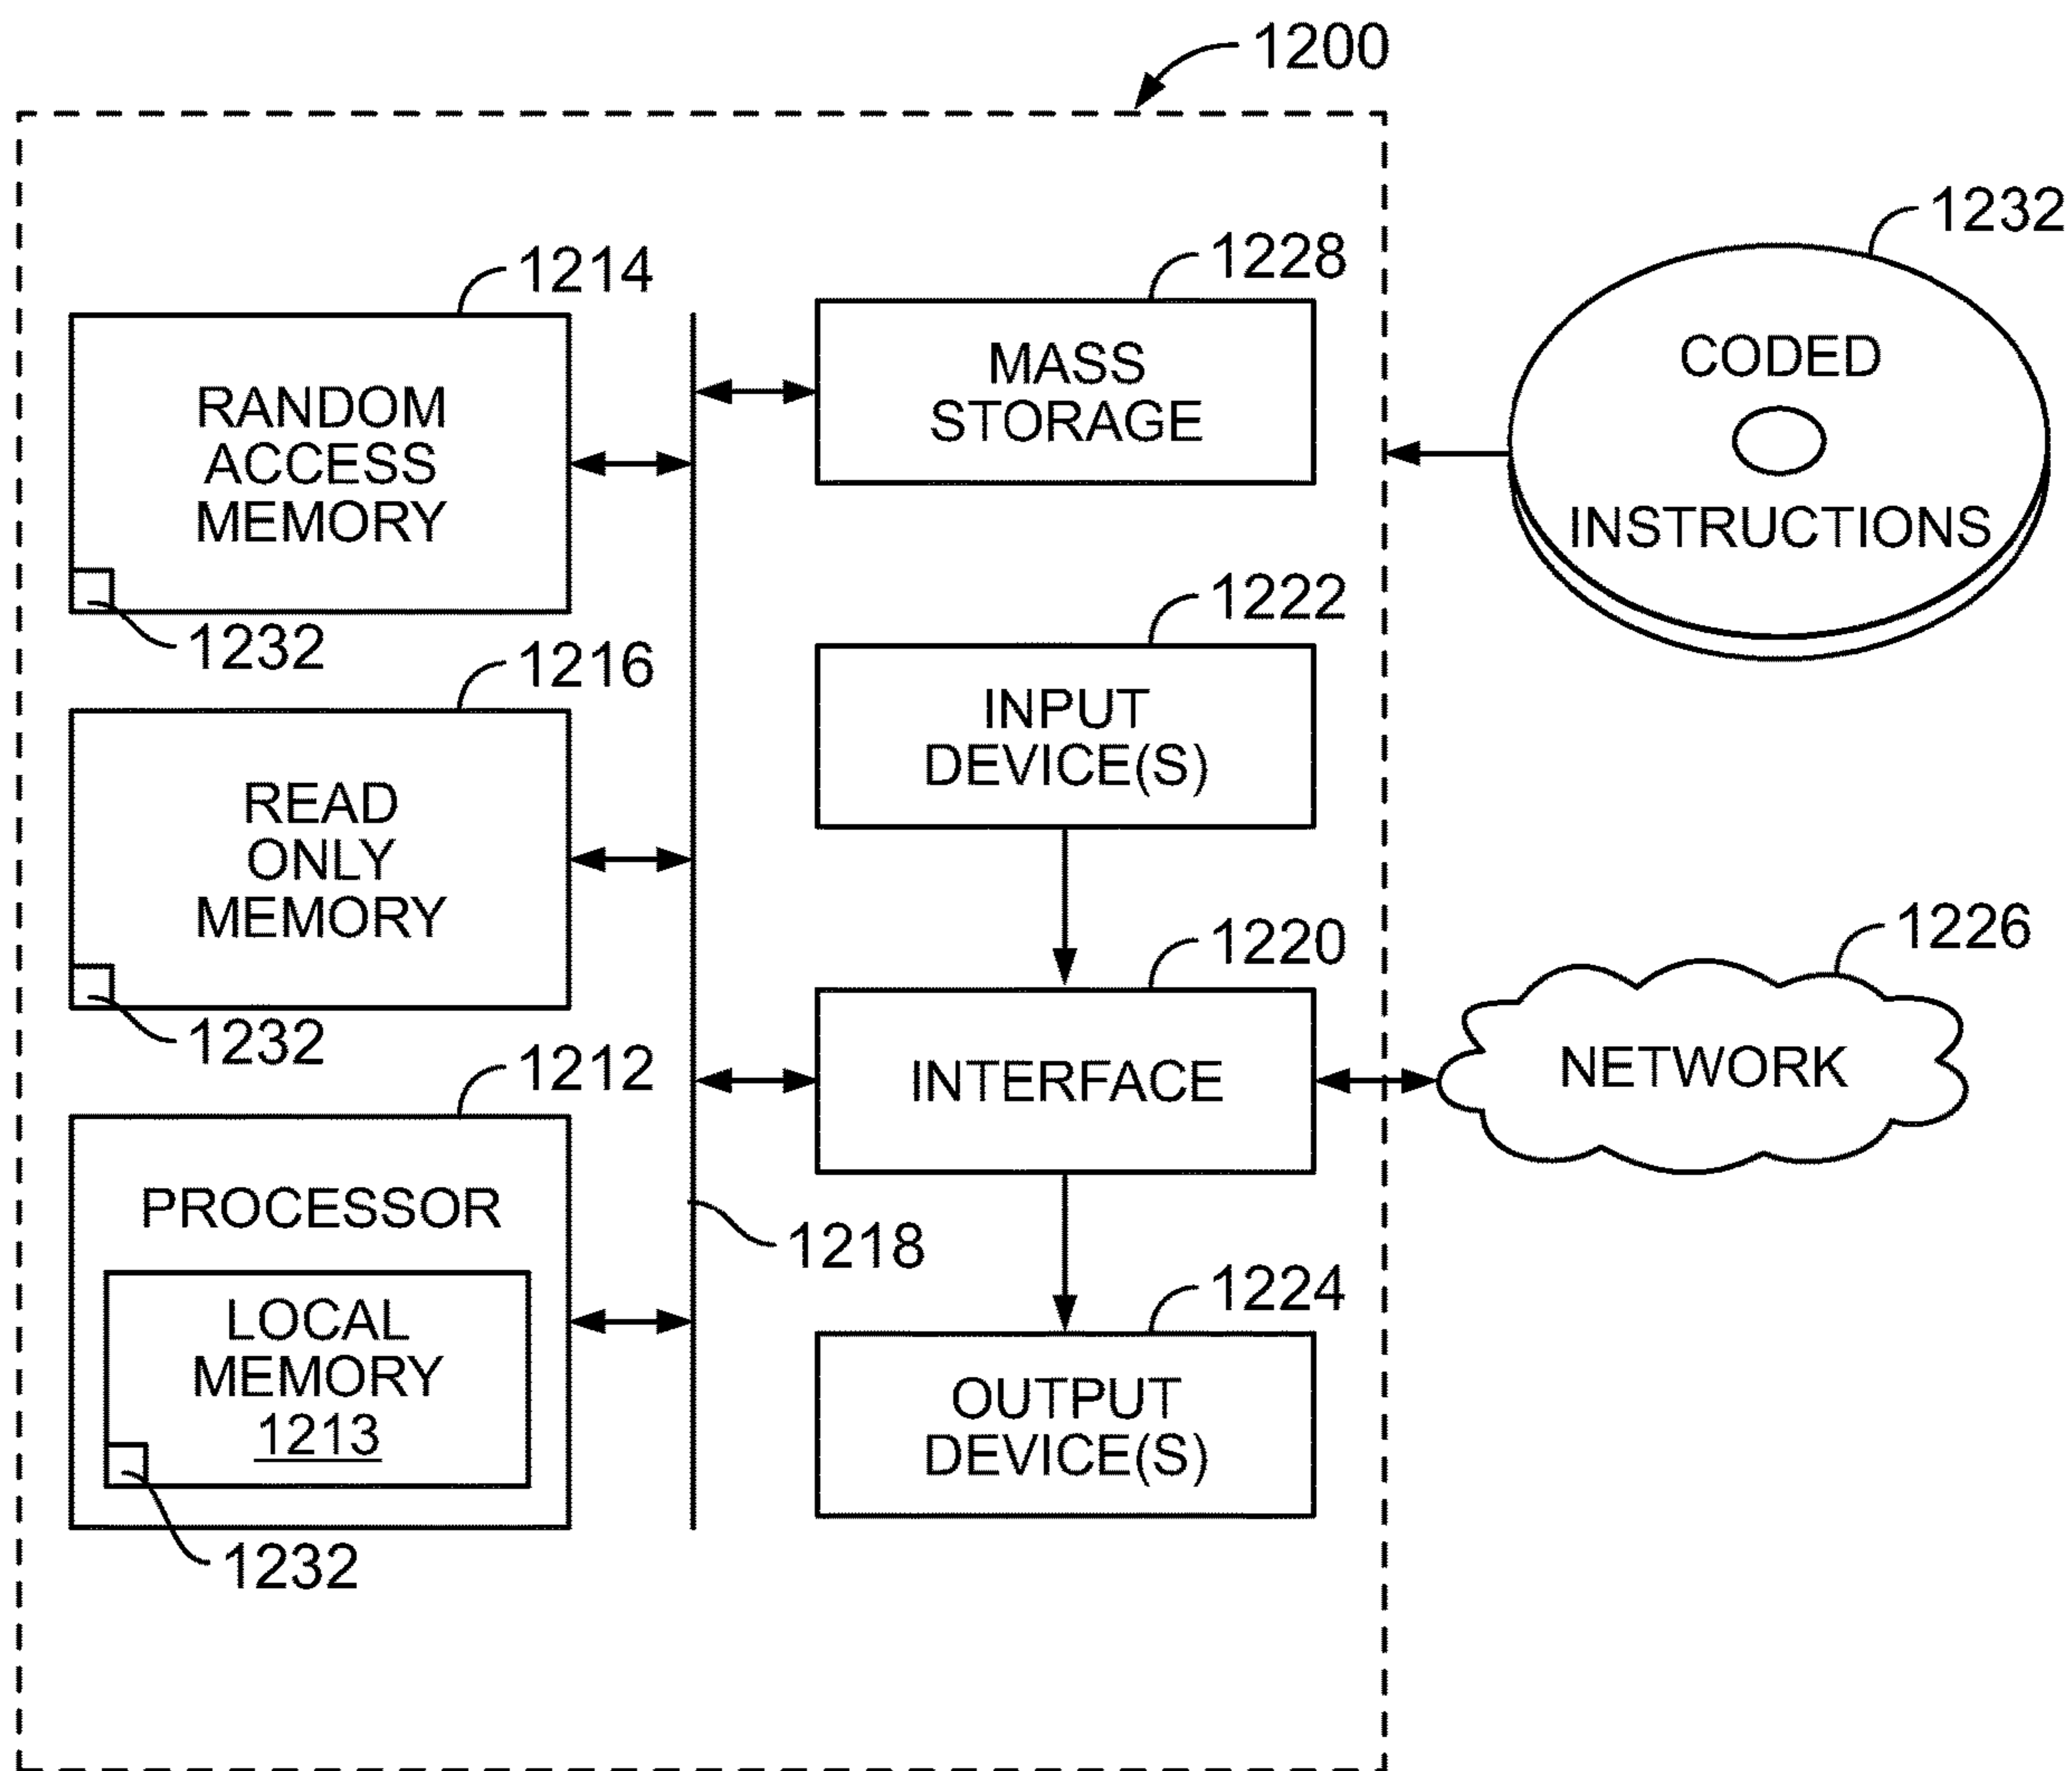 1200
1214
RANDOM
ACCESS
MEMORY
1232
1216
READ
ONLY
MEMORY
1232
1212
PROCESSOR
LOCAL
MEMORY
1213
1232
1218
1228
MASS
STORAGE
1222
INPUT
DEVICE(S)
1220
INTERFACE
1224
OUTPUT
DEVICE(S)
1232
CODED
INSTRUCTIONS
1226
NETWORK